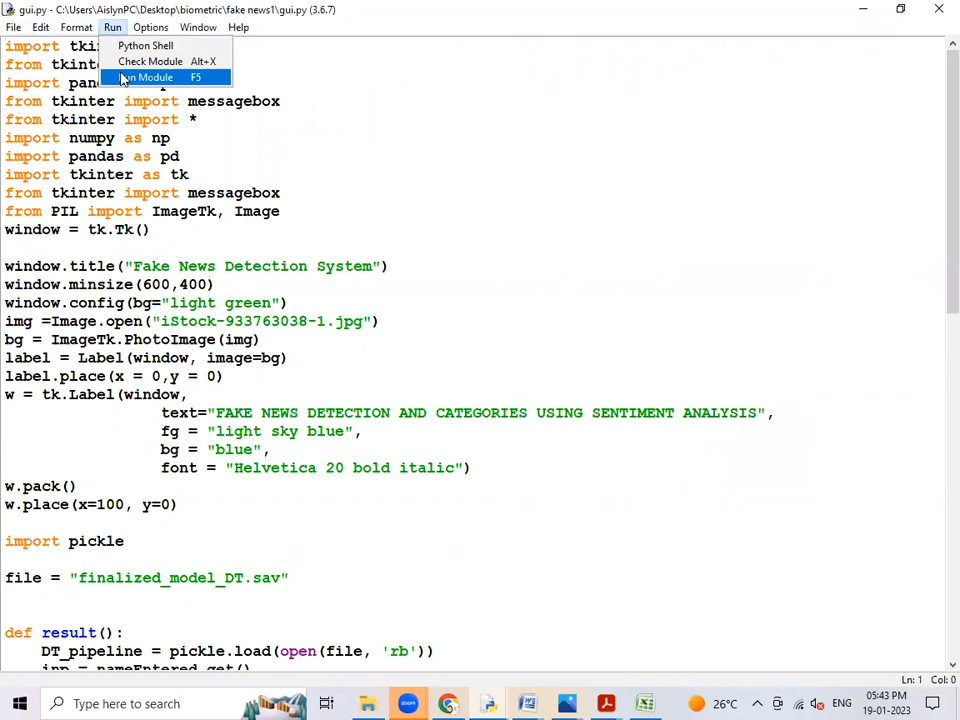 gui.py - C:\Users\AislynPC\Desktop\biometric\fake news1\gui.py (3.6.7)
File Edit Format Run Options Window Help
Python Shell
Check Module Alt+X
Module F5
import
from
import
from tkinter import messagebox
from tkinter import *
import numpy as np
import pandas as pd
import tkinter as tk
from tkinter import messagebox
from PIL import ImageTk, Image
window = tk.Tk()
window.title("Fake News Detection System")
window.minsize(600,400)
window.config(bg="light green")
img =Image.open("iStock-933763038-1.jpg")
bg = ImageTk.PhotoImage(img)
label = Label(window, image=bg)
label.place(x = 0,y = 0)
w = tk.Label(window,
text="FAKE NEWS DETECTION AND CATEGORIES USING SENTIMENT ANALYSIS",
fg = "light sky blue",
bg = "blue",
font = "Helvetica 20 bold italic")
w.pack()
w.place(x=100, y=0)
import pickle
file = "finalized_model_DT.sav"
def result():
DT_pipeline = pickle.load(open(file, 'rb'))
inp = nameEntered.get()
Ln: 1 Col: 0
Type here to search
zoom
26°C
ENG
05:43 PM
19-01-2023